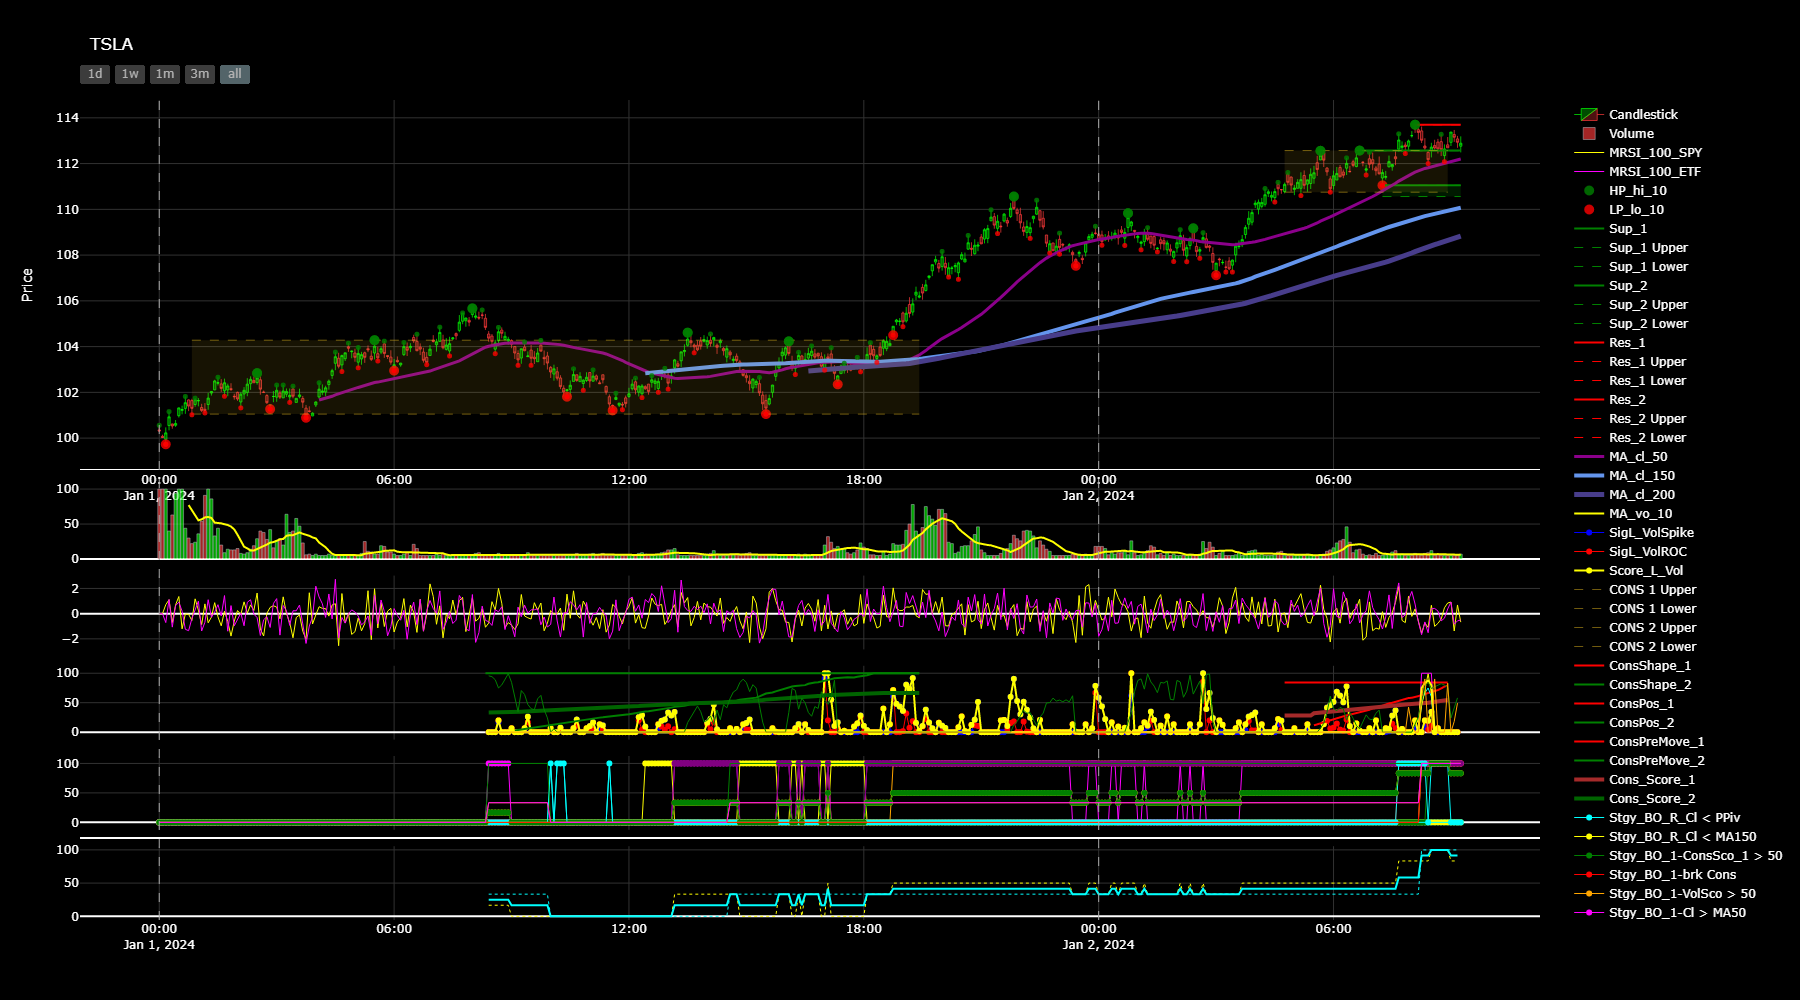 TSLA
1d 1w 1m 3m all
Price
114
112
110
108
106
104
102
100
00:00 06:00 12:00 18:00 00:00 06:00
Jan 1, 2024 Jan 2, 2024
100
50
0
2
0
−2
100
50
0
100
50
0
100
50
0
00:00 06:00 12:00 18:00 00:00 06:00
Jan 1, 2024 Jan 2, 2024
Candlestick
Volume
MRSI_100_SPY
MRSI_100_ETF
HP_hi_10
LP_lo_10
Sup_1
Sup_1 Upper
Sup_1 Lower
Sup_2
Sup_2 Upper
Sup_2 Lower
Res_1
Res_1 Upper
Res_1 Lower
Res_2
Res_2 Upper
Res_2 Lower
MA_cl_50
MA_cl_150
MA_cl_200
MA_vo_10
SigL_VolSpike
SigL_VolROC
Score_L_Vol
CONS 1 Upper
CONS 1 Lower
CONS 2 Upper
CONS 2 Lower
ConsShape_1
ConsShape_2
ConsPos_1
ConsPos_2
ConsPreMove_1
ConsPreMove_2
Cons_Score_1
Cons_Score_2
Stgy_BO_R_Cl < PPiv
Stgy_BO_R_Cl < MA150
Stgy_BO_1-ConsSco_1 > 50
Stgy_BO_1-brk Cons
Stgy_BO_1-VolSco > 50
Stgy_BO_1-Cl > MA50